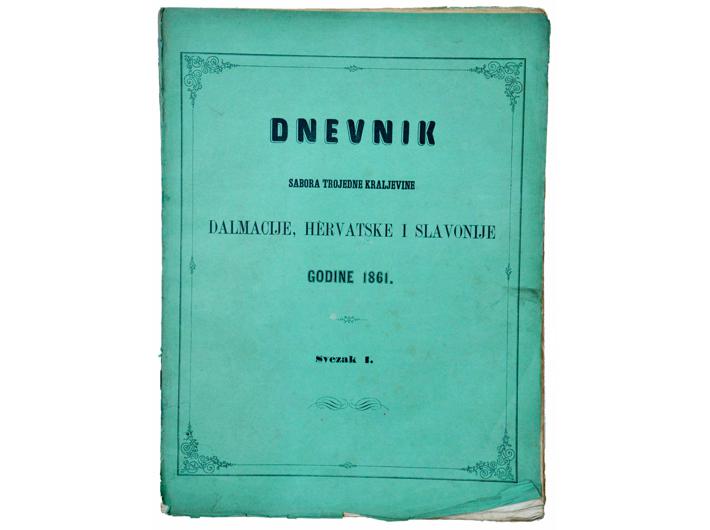 DNEVNIK
SABORA TROJEDNE KRALJEVINE
DALMACIJE, HèRVATSKE I SLAVONIJE
GODINE 1861.
Svezak I.